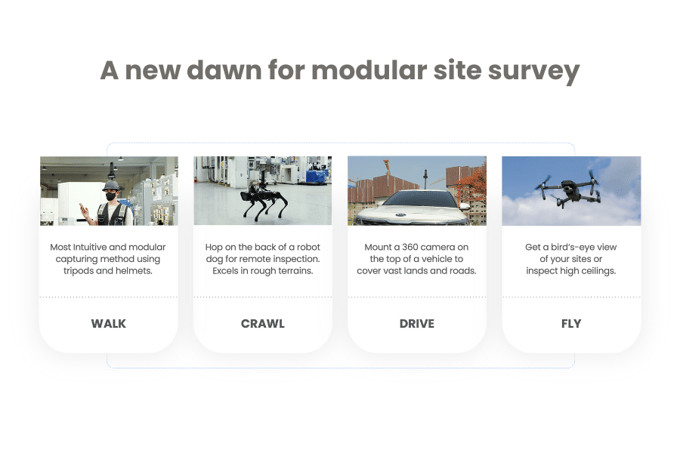 A new dawn for modular site survey
Most Intuitive and modular
capturing method using
tripods and helmets.
WALK
Hop on the back of a robot
dog for remote inspection.
Excels in rough terrains.
CRAWL
Mount a 360 camera on
the top of a vehicle to
cover vast lands and roads.
DRIVE
Get a bird's-eye view
of your sites or
inspect high ceilings.
FLY